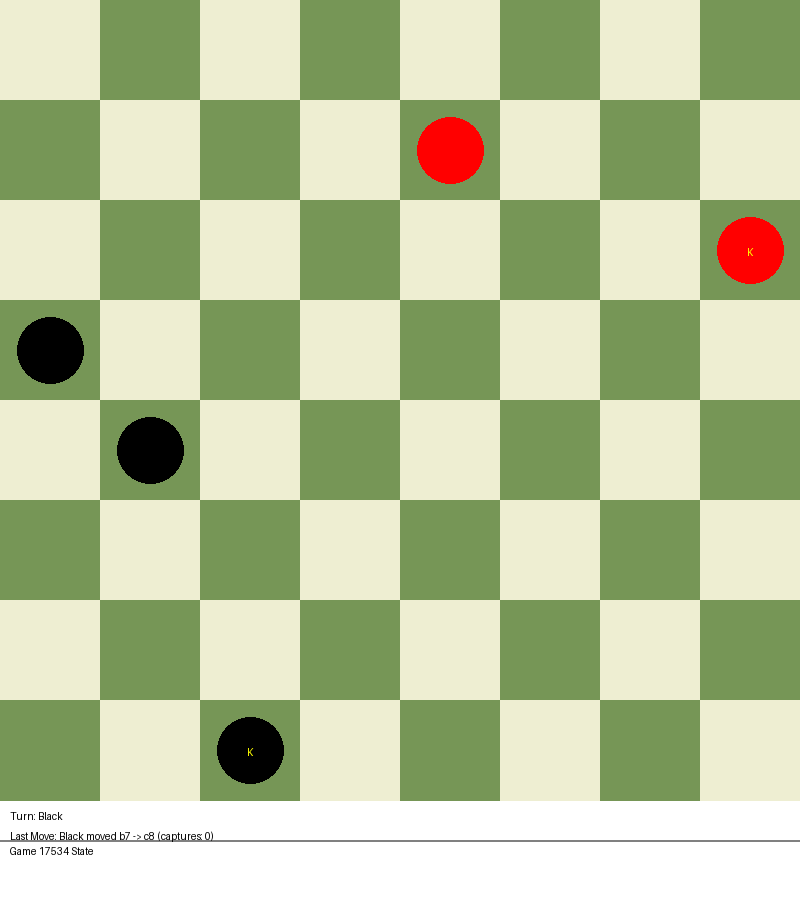 K
K
Turn: Black
Last Move: Black moved b7 -> c8 (captures: 0)
Game 17534 State